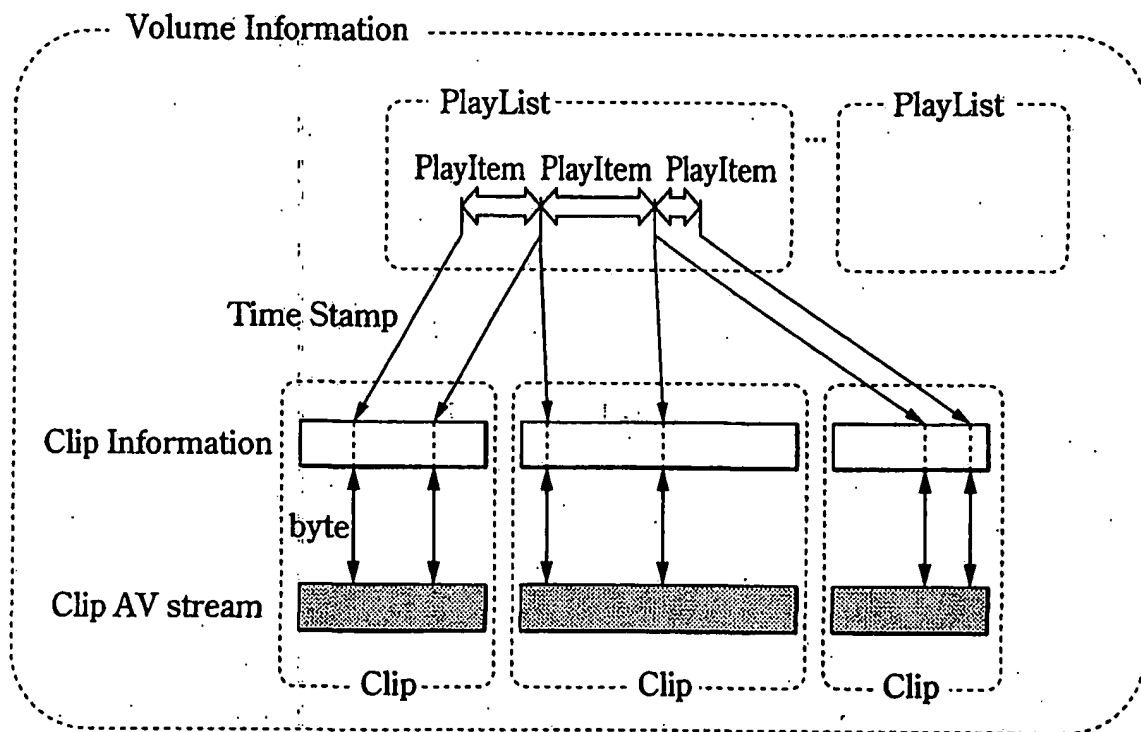 Volume Information
PlayList
PlayList
...
PlayItem PlayItem PlayItem
Time Stamp
Clip Information
byte
Clip AV stream
Clip
Clip
Clip